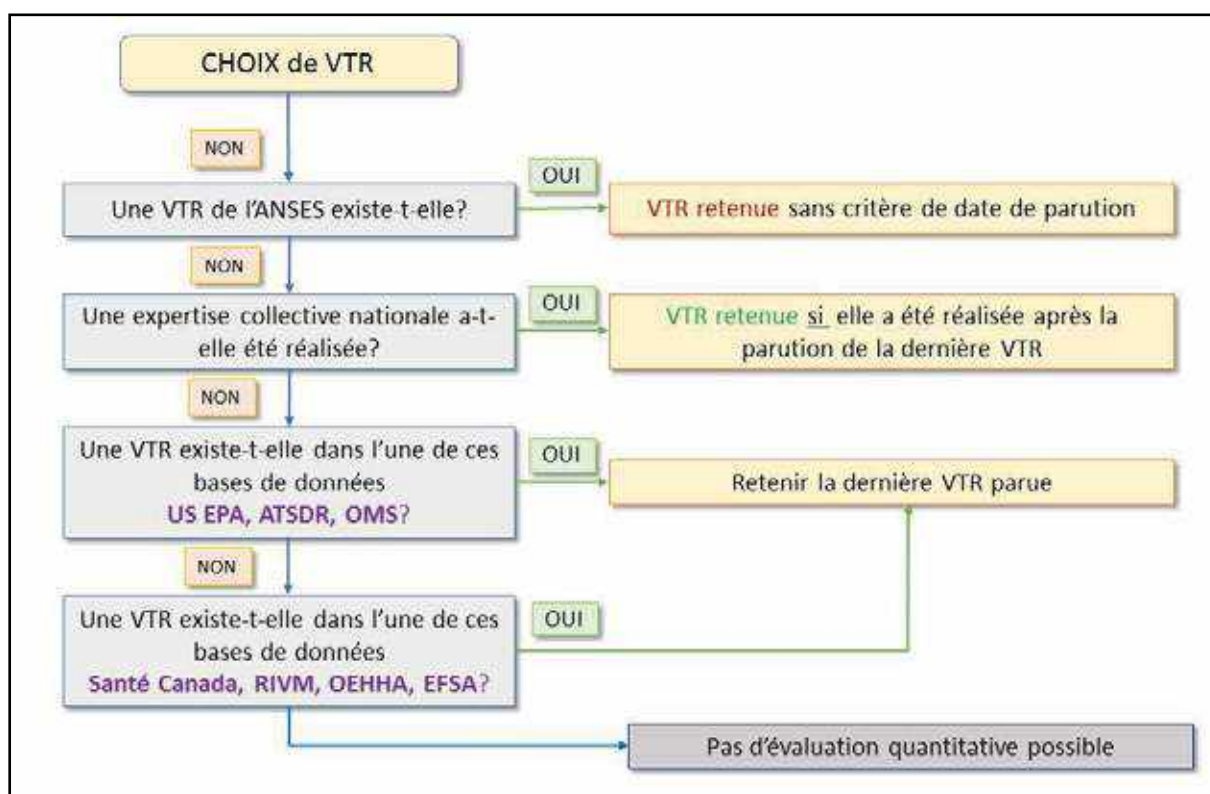 CHOIX de VTR
NON
OUI
Une VTR de l'ANSES existe t-elle?
VTR retenue sans critère de date de parution
NON
OUI
Une expertise collective nationale a-t-
elle été réalisée?
VTR retenue si elle a été réalisée après la
parution de la dernière VTR
NON
OUI
Une VTR existe-t-elle dans l'une de ces
bases de données
US EPA, ATSDR, OMS?
Retenir la dernière VTR parue
NON
OUI
Une VTR existe-t-elle dans l'une de ces
bases de données
Santé Canada, RIVM, OEHHA, EFSA?
Pas d'évaluation quantitative possible